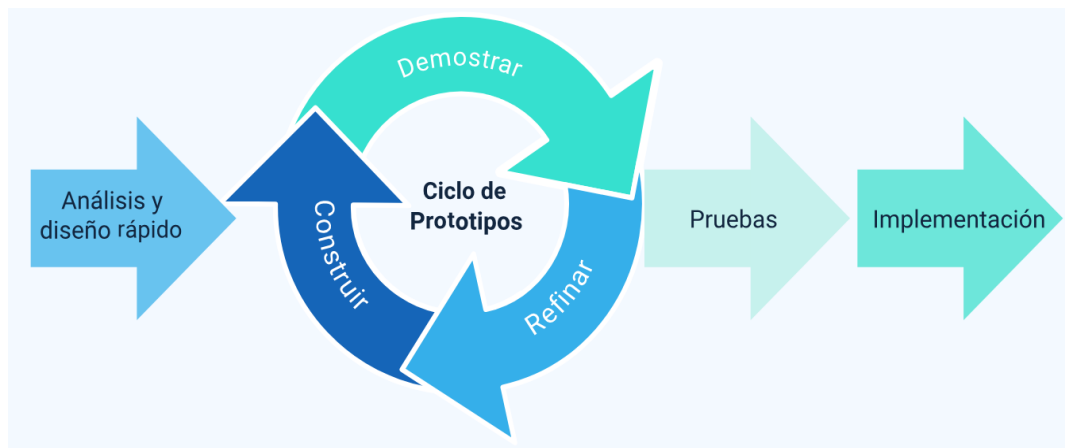 Análisis y
diseño rápido
Demostrar
Ciclo de
Prototipos
Construir
Refinar
Pruebas
Implementación